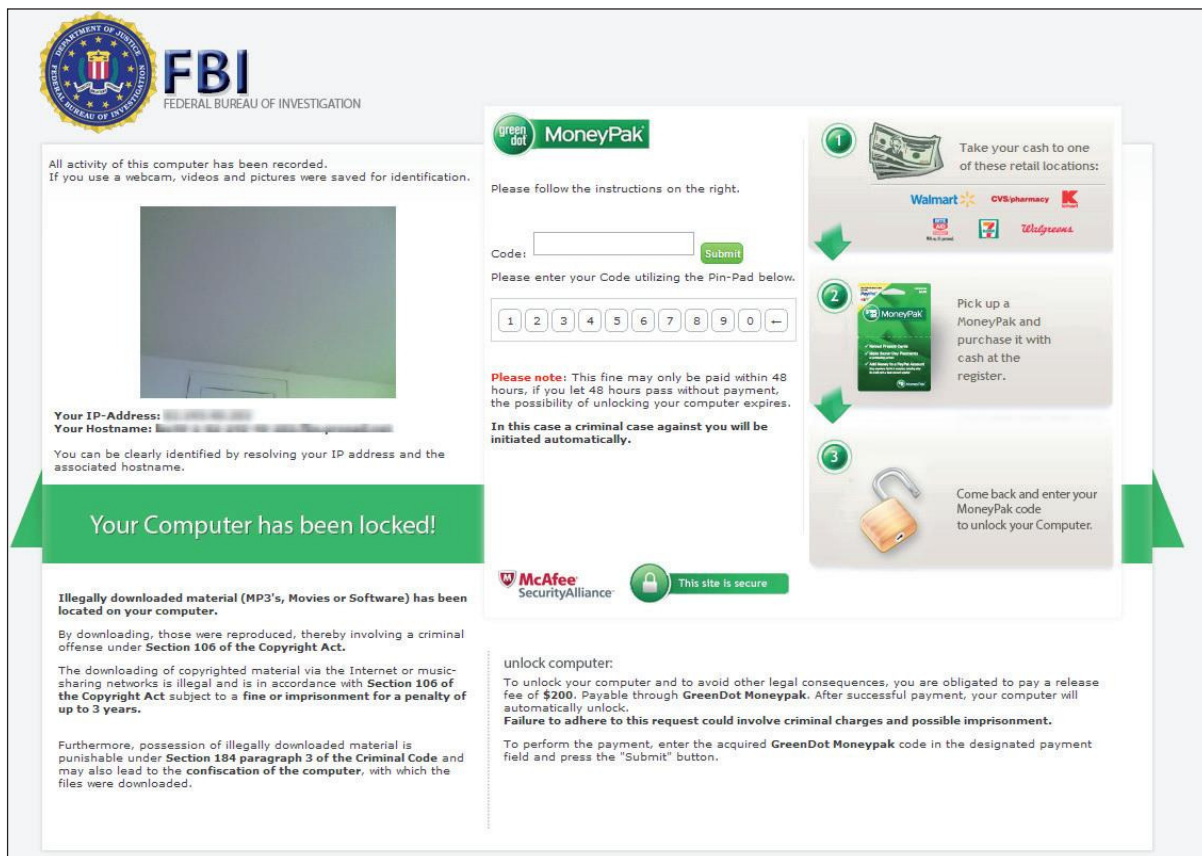 DEPARTMENT OF JUSTICE
FEDERAL BUREAU OF INVESTIGATION
FBI
FEDERAL BUREAU OF INVESTIGATION
All activity of this computer has been recorded.
If you use a webcam, videos and pictures were saved for identification.
Your IP-Address:
Your Hostname:
You can be clearly identified by resolving your IP address and the
associated hostname.
Your Computer has been locked!
Illegally downloaded material (MP3's, Movies or Software) has been
located on your computer.
By downloading, those were reproduced, thereby involving a criminal
offense under Section 106 of the Copyright Act.
The downloading of copyrighted material via the Internet or music-
sharing networks is illegal and is in accordance with Section 106 of
the Copyright Act subject to a fine or imprisonment for a penalty of
up to 3 years.
Furthermore, possession of illegally downloaded material is
punishable under Section 184 paragraph 3 of the Criminal Code and
may also lead to the confiscation of the computer, with which the
files were downloaded.
green
dot
MoneyPak
Please follow the instructions on the right.
Code:
Submit
Please enter your Code utilizing the Pin-Pad below.
1 2 3 4 5 6 7 8 9 0 ←
Please note: This fine may only be paid within 48
hours, if you let 48 hours pass without payment,
the possibility of unlocking your computer expires.
In this case a criminal case against you will be
initiated automatically.
McAfee
SecurityAlliance
This site is secure
1
Take your cash to one
of these retail locations:
Walmart CVS/pharmacy K
7 Walgreens
2
MoneyPak
Pick up a
MoneyPak and
purchase it with
cash at the
register.
3
Come back and enter your
MoneyPak code
to unlock your Computer.
unlock computer:
To unlock your computer and to avoid other legal consequences, you are obligated to pay a release
fee of $200. Payable through GreenDot Moneypak. After successful payment, your computer will
automatically unlock.
Failure to adhere to this request could involve criminal charges and possible imprisonment.
To perform the payment, enter the acquired GreenDot Moneypak code in the designated payment
field and press the "Submit" button.